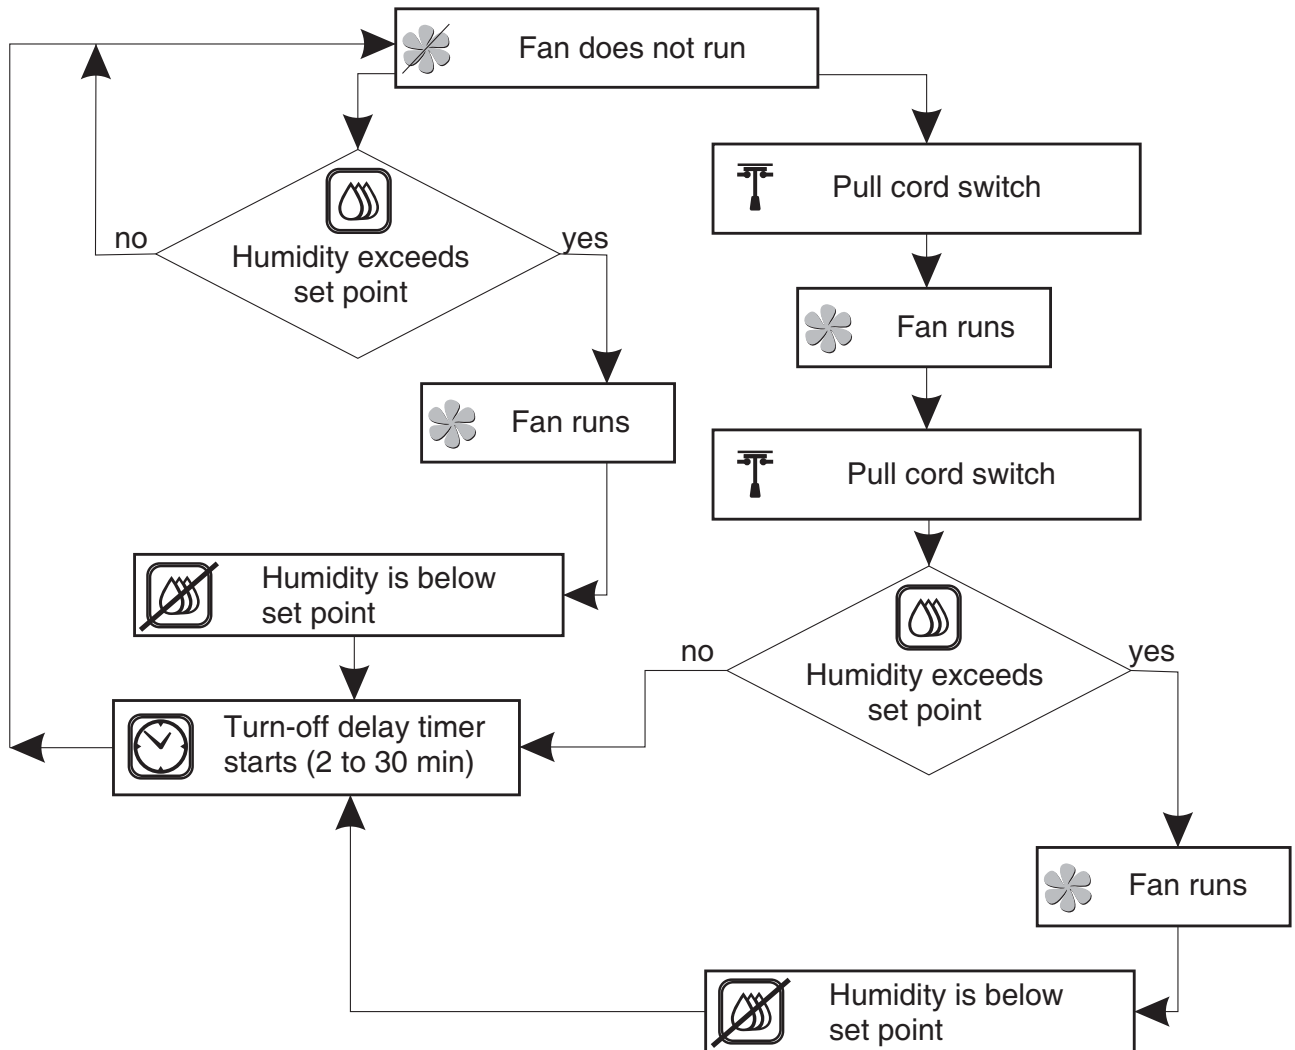 Fan does not run
Pull cord switch
no
yes
Humidity exceeds
set point
Fan runs
Fan runs
Pull cord switch
Humidity is below
set point
no
yes
Humidity exceeds
set point
Turn-off delay timer
starts (2 to 30 min)
Fan runs
Humidity is below
set point